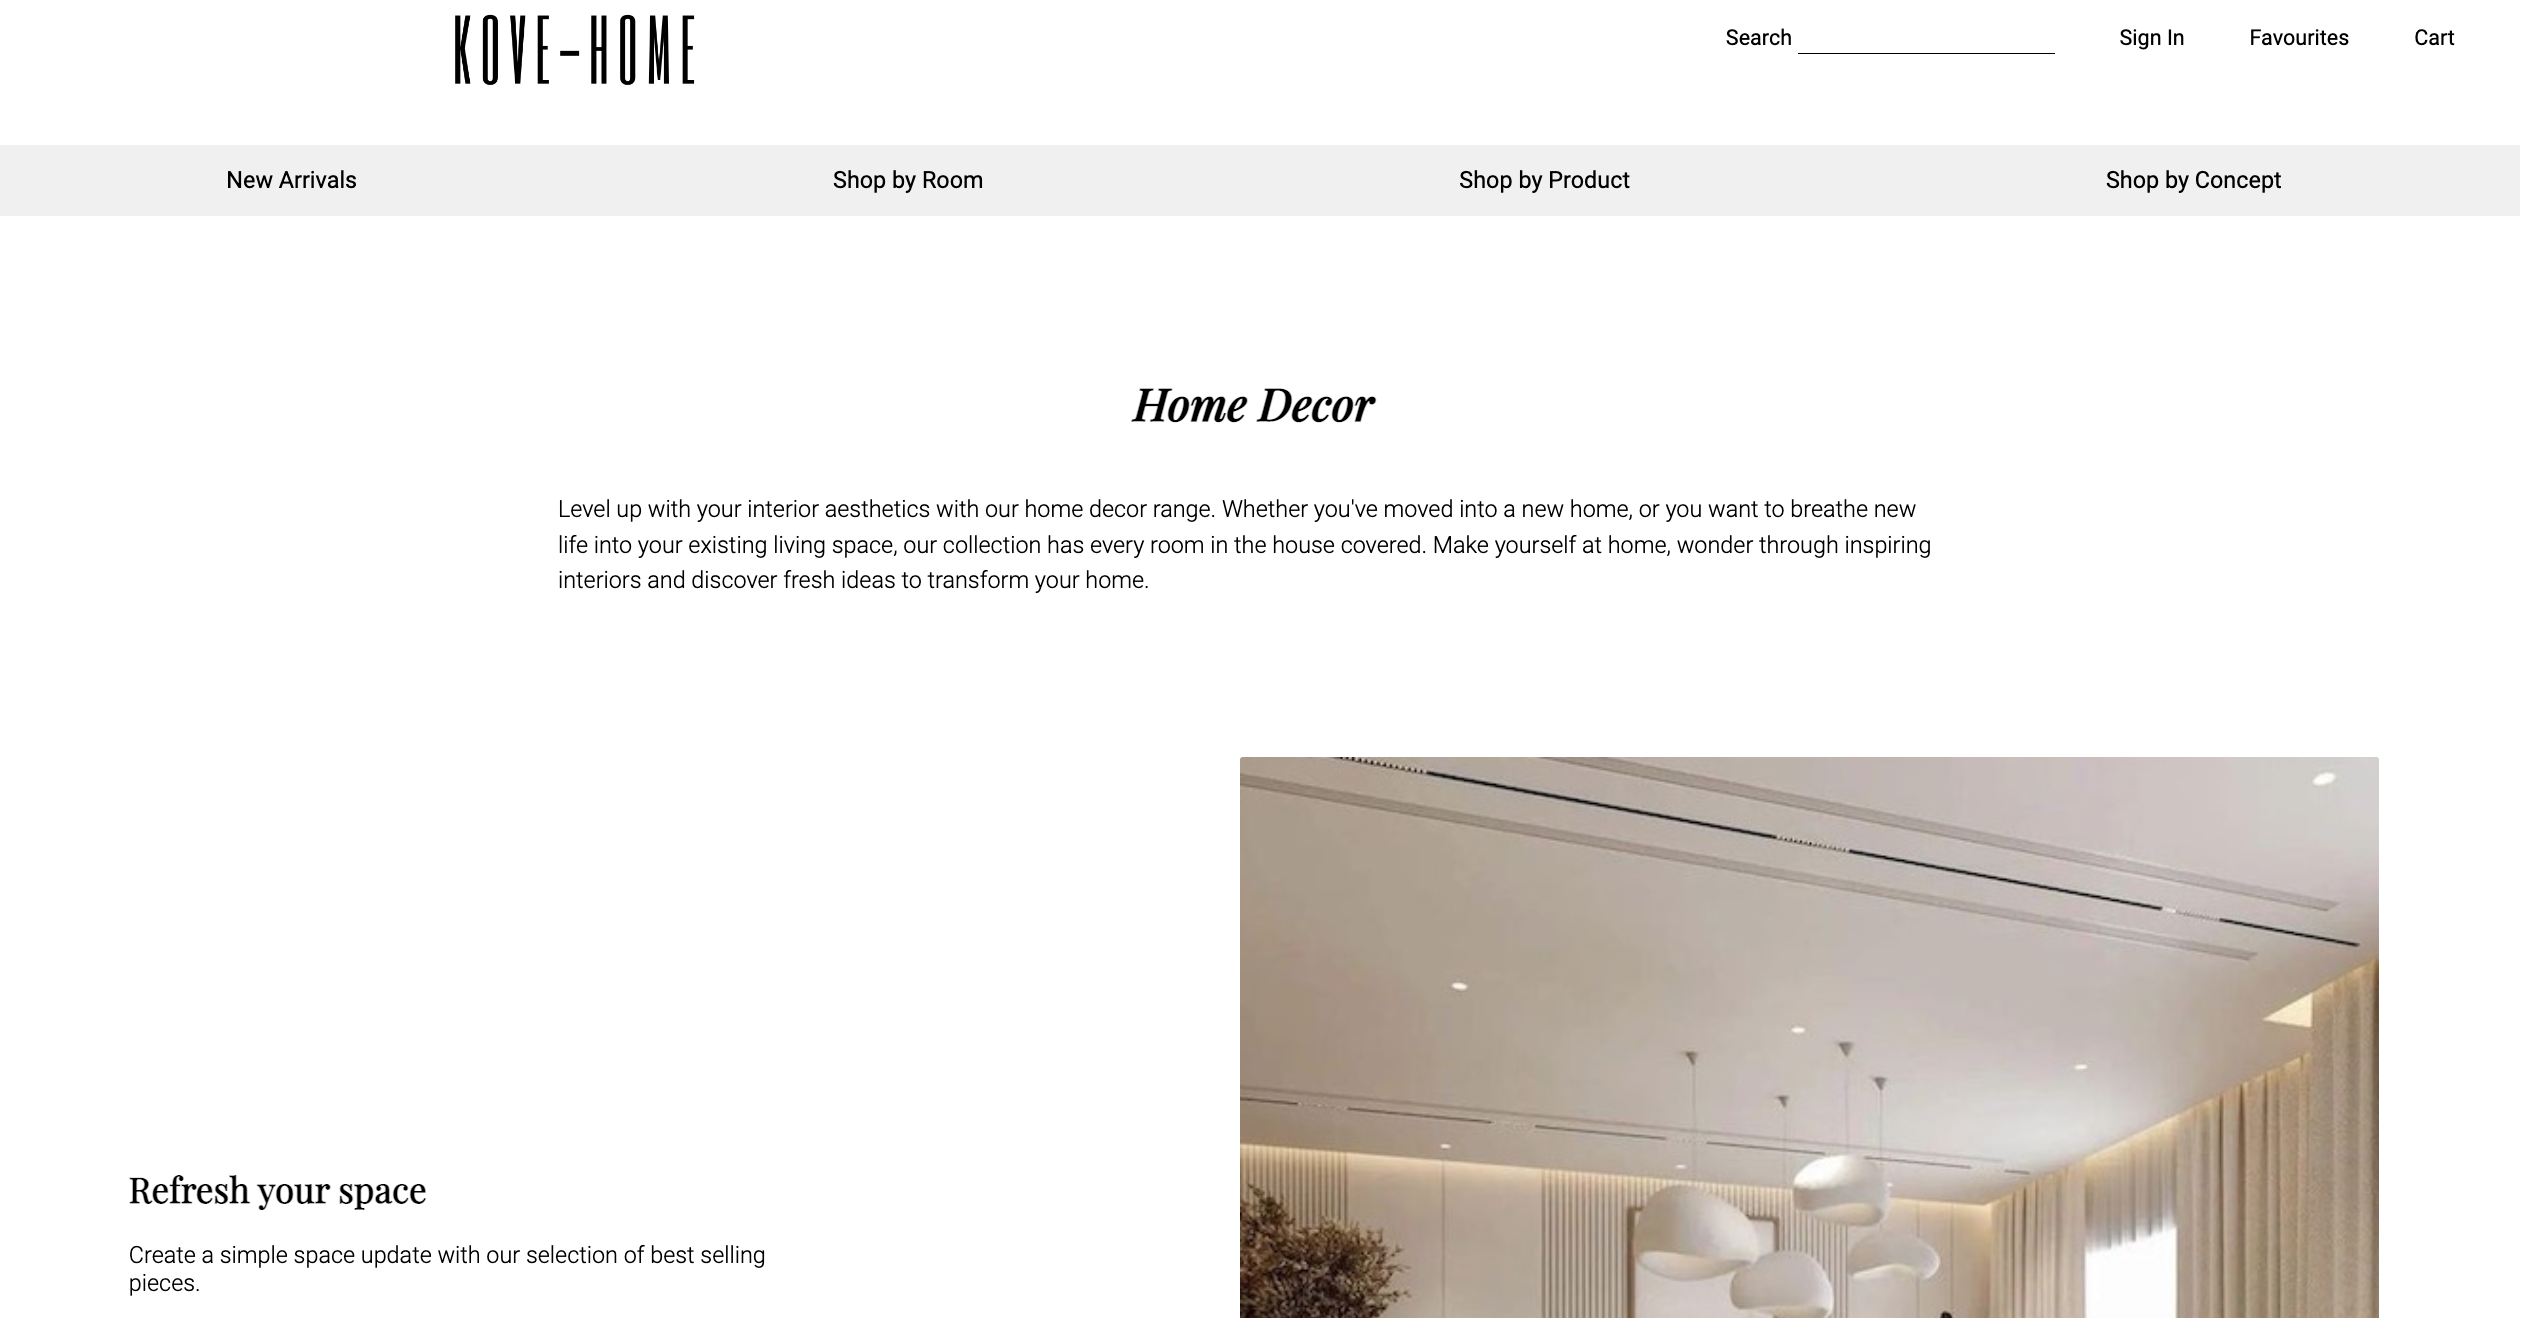 KOVE-HOME
Search
Sign In
Favourites
Cart
New Arrivals
Shop by Room
Shop by Product
Shop by Concept
Home Decor
Level up with your interior aesthetics with our home decor range. Whether you've moved into a new home, or you want to breathe new
life into your existing living space, our collection has every room in the house covered. Make yourself at home, wonder through inspiring
interiors and discover fresh ideas to transform your home.
Refresh your space
Create a simple space update with our selection of best selling
pieces.